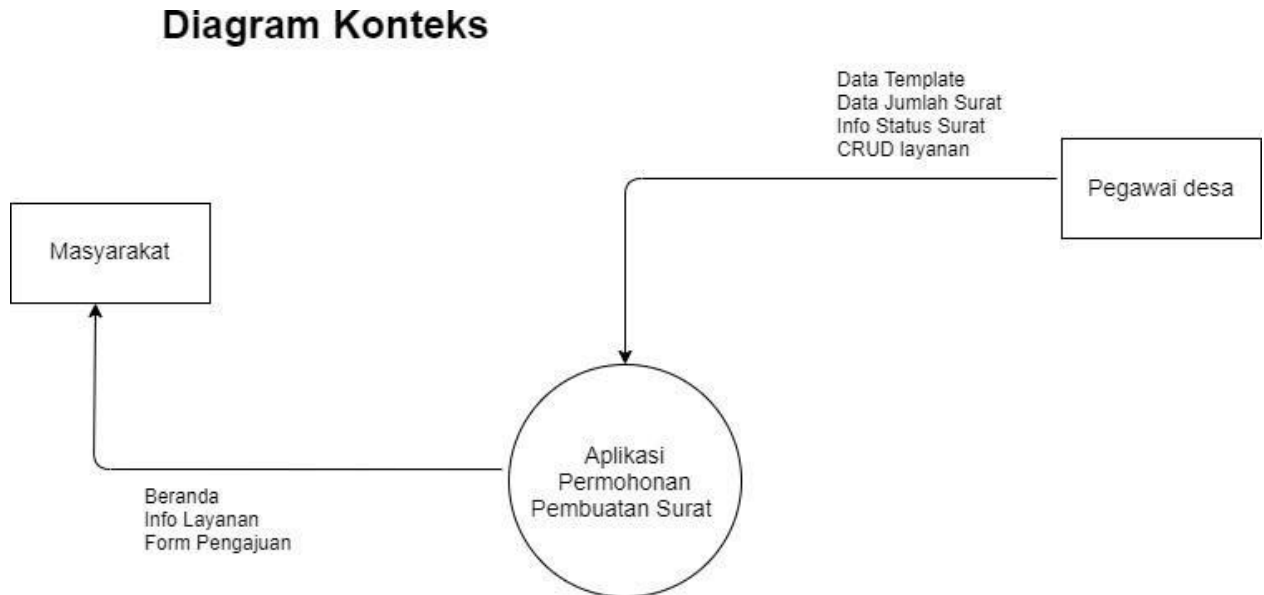 Diagram Konteks
Data Template
Data Jumlah Surat
Info Status Surat
CRUD layanan
Pegawai desa
Masyarakat
Aplikasi
Permohonan
Pembuatan Surat
Beranda
Info Layanan
Form Pengajuan